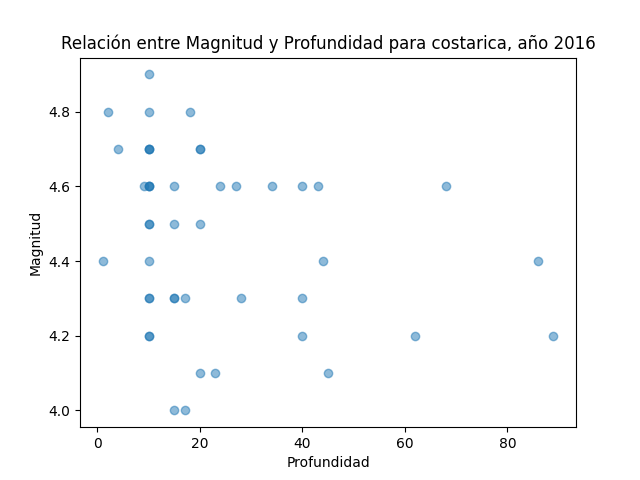 Relación entre Magnitud y Profundidad para costarica, año 2016
4.8
4.6
4.4
4.2
4.0
Magnitud
0 20 40 60 80
Profundidad